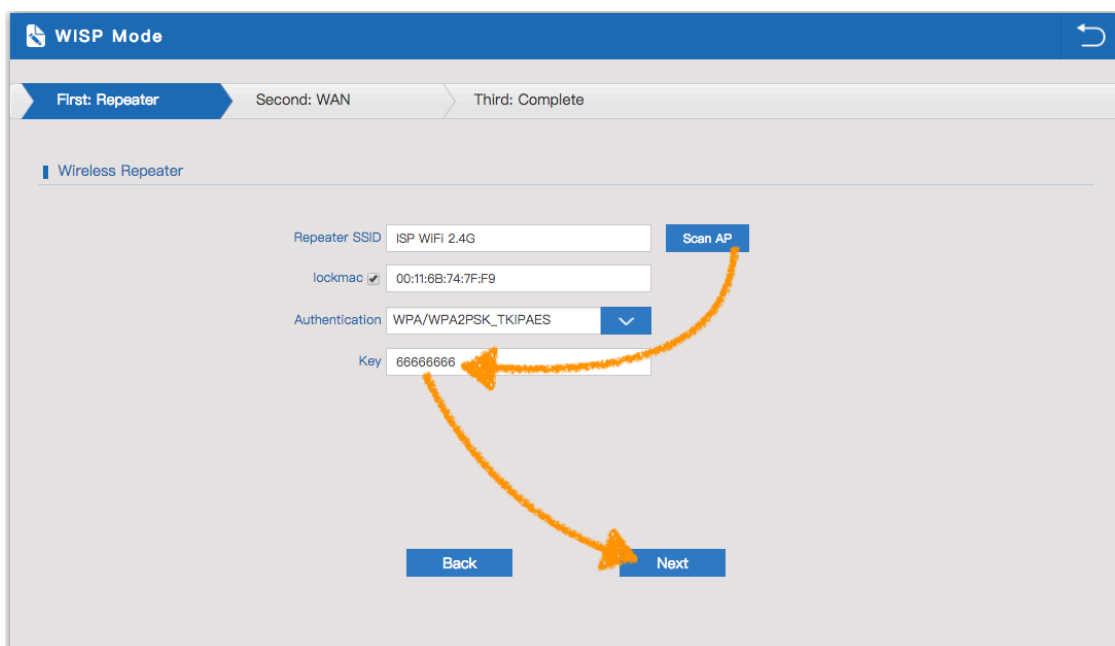 WISP Mode
First: Repeater Second: WAN Third: Complete
Wireless Repeater
Repeater SSID ISP WiFi 2.4G Scan AP
lockmac 00:11:6B:74:7F:F9
Authentication WPA/WPA2PSK_TKIPAES
Key 66666666
Back Next